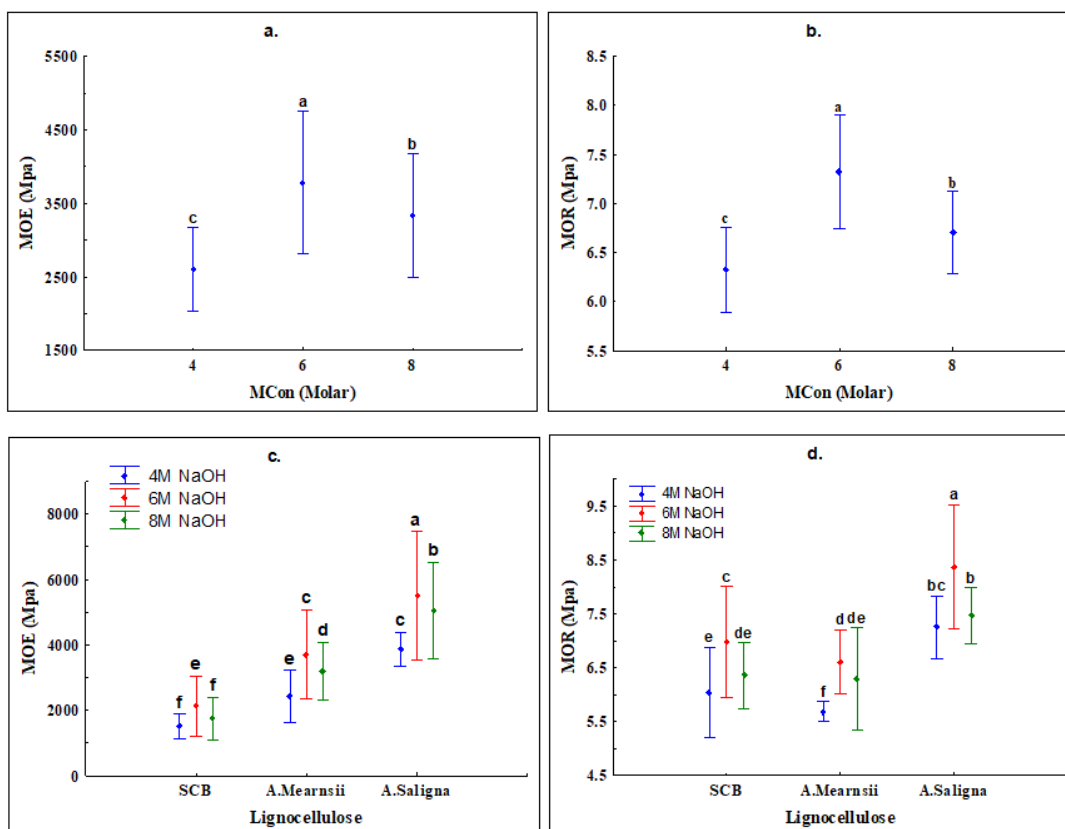 a.
5500
4500
3500
2500
1500
MOE (Mpa)
c
a
b
4 6 8
MCon (Molar)
b.
8.5
8.0
7.5
7.0
6.5
6.0
5.5
MOR (Mpa)
c
a
b
4 6 8
MCon (Molar)
c.
4M NaOH
6M NaOH
8M NaOH
8000
6000
4000
2000
0
MOE (Mpa)
f e f e c d c a b
SCB A.Mearnsii A.Saligna
Lignocellulose
d.
4M NaOH
6M NaOH
8M NaOH
9.5
8.5
7.5
6.5
5.5
4.5
MOR (Mpa)
e c de f d de bc a b
SCB A.Mearnsii A.Saligna
Lignocellulose